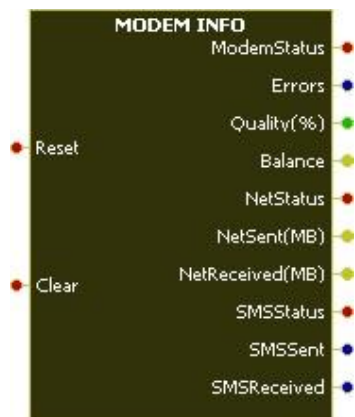 MODEM INFO
ModemStatus
Errors
Quality(%)
Reset
Balance
NetStatus
NetSent(MB)
NetReceived(MB)
Clear
SMSStatus
SMSSent
SMSReceived